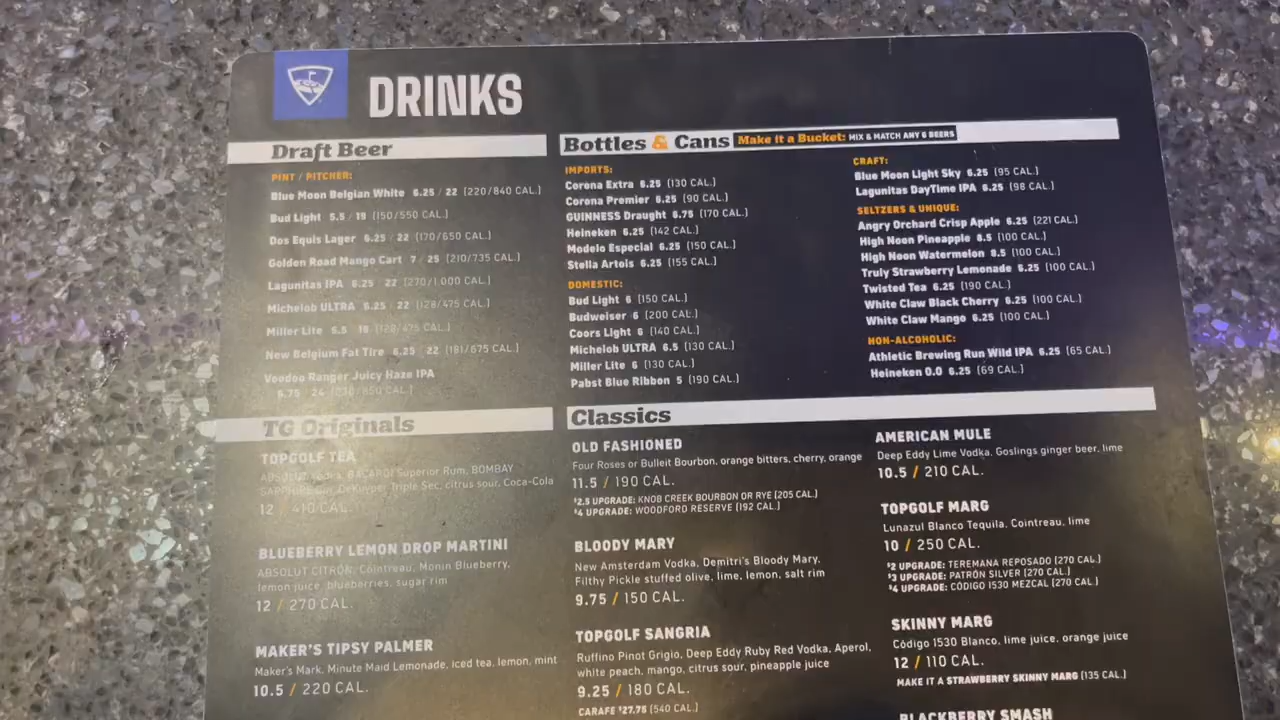 DRINKS
Draft Beer
PINT / PITCHER:
Blue Moon Belgian White 6.25 / 22 (220/840 CAL.)
Bud Light 5.5 / 19 (150/550 CAL.)
Dos Equis Lager 6.25 / 22 (170/650 CAL.)
Golden Road Mango Cart 7 / 25 (210/735 CAL.)
Lagunitas IPA 6.25 / 22 (270/1,000 CAL.)
Michelob ULTRA 6.25 / 22 (128/475 CAL.)
Miller Lite 5.5 / 19 (128/475 CAL.)
New Belgium Fat Tire 6.25 / 22 (181/675 CAL.)
Voodoo Ranger Juicy Haze IPA
6.75 / 24 CAL.)
Bottles & Cans Make it a Bucket: MIX & MATCH ANY 6 BEERS
IMPORTS:
Corona Extra 6.25 (130 CAL.)
Corona Premier 6.25 (90 CAL.)
GUINNESS Draught 6.75 (170 CAL.)
Heineken 6.25 (142 CAL.)
Modelo Especial 6.25 (150 CAL.)
Stella Artois 6.25 (155 CAL.)
DOMESTIC:
Bud Light 6 (150 CAL.)
Budweiser 6 (200 CAL.)
Coors Light 6 (140 CAL.)
Michelob ULTRA 6.5 (130 CAL.)
Miller Lite 6 (130 CAL.)
Pabst Blue Ribbon 5 (190 CAL.)
CRAFT:
Blue Moon Light Sky 6.25 (95 CAL.)
Lagunitas DayTime IPA 6.25 (98 CAL.)
SELTZERS & UNIQUE:
Angry Orchard Crisp Apple 6.25 (221 CAL.)
High Noon Pineapple 8.5 (100 CAL.)
High Noon Watermelon 8.5 (100 CAL.)
Truly Strawberry Lemonade 6.25 (100 CAL.)
Twisted Tea 6.25 (190 CAL.)
White Claw Black Cherry 6.25 (100 CAL.)
White Claw Mango 6.25 (100 CAL.)
NON-ALCOHOLIC:
Athletic Brewing Run Wild IPA 6.25 (65 CAL.)
Heineken 0.0 6.25 (69 CAL.)
TG Originals
TOPGOLF TEA
ABSOLUT Vodka, BACARDI Superior Rum, BOMBAY
SAPPHIRE Gin, DeKuyper Triple Sec, citrus sour, Coca-Cola
12 / 410 CAL.
BLUEBERRY LEMON DROP MARTINI
ABSOLUT CITRON, Cointreau, Monin Blueberry,
lemon juice, blueberries, sugar rim
12 / 270 CAL.
MAKER'S TIPSY PALMER
Maker's Mark, Minute Maid Lemonade, iced tea, lemon, mint
10.5 / 220 CAL.
Classics
OLD FASHIONED
Four Roses or Bulleit Bourbon, orange bitters, cherry, orange
11.5 / 190 CAL.
$2.5 UPGRADE: KNOB CREEK BOURBON OR RYE (205 CAL.)
$4 UPGRADE: WOODFORD RESERVE (192 CAL.)
BLOODY MARY
New Amsterdam Vodka, Demitri's Bloody Mary,
Filthy Pickle stuffed olive, lime, lemon, salt rim
9.75 / 150 CAL.
TOPGOLF SANGRIA
Ruffino Pinot Grigio, Deep Eddy Ruby Red Vodka, Aperol,
white peach, mango, citrus sour, pineapple juice
9.25 / 180 CAL.
CARAFE $27.75 (540 CAL.)
AMERICAN MULE
Deep Eddy Lime Vodka, Goslings ginger beer, lime
10.5 / 210 CAL.
TOPGOLF MARG
Lunazul Blanco Tequila, Cointreau, lime
10 / 250 CAL.
$2 UPGRADE: TEREMANA REPOSADO (270 CAL.)
$3 UPGRADE: PATRÓN SILVER (270 CAL.)
$4 UPGRADE: CÓDIGO 1530 MEZCAL (270 CAL.)
SKINNY MARG
Código 1530 Blanco, lime juice, orange juice
12 / 110 CAL.
MAKE IT A STRAWBERRY SKINNY MARG (135 CAL.)
BLACKBERRY SMASH